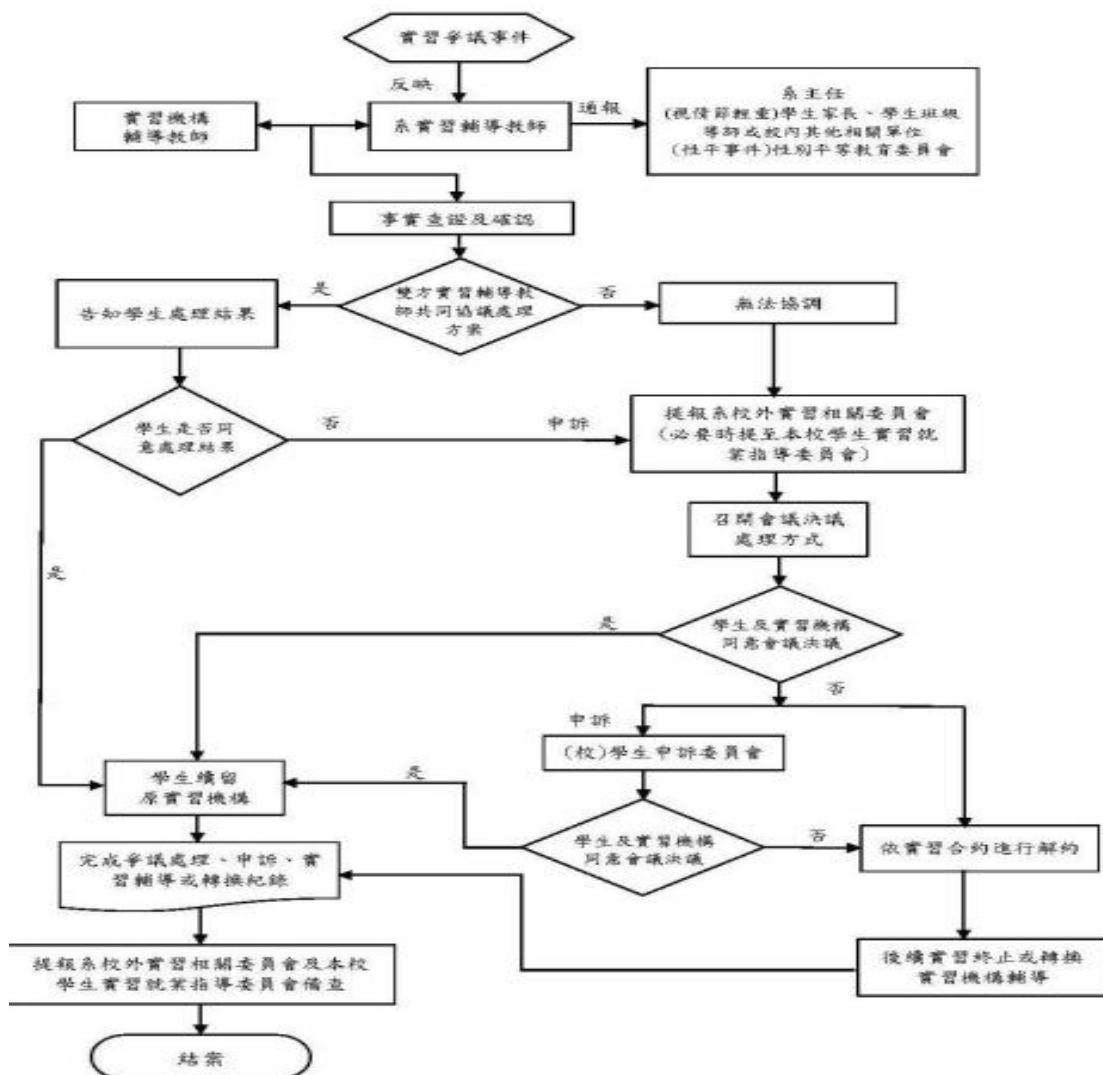 實習爭議事件
反映
通報
實習機構
輔導教師
系實習輔導教師
系主任
(視情節輕重)學生家長、學生班級
導師或校內其他相關單位
(性平事件)性別平等教育委員會
事實查證及確認
是
雙方實習輔導教
師共同協議處理
方案
否
告知學生處理結果
無法協調
學生是否同
意處理結果
否
申訴
提報系校外實習相關委員會
(必要時提至本校學生實習就
業指導委員會)
召開會議決議
處理方式
是
是
學生及實習機構
同意會議決議
否
申訴
(校)學生申訴委員會
學生續留
原實習機構
是
學生及實習機構
同意會議決議
否
依實習合約進行解約
完成爭議處理、申訴、實
習輔導或轉換紀錄
後續實習終止或轉換
實習機構輔導
提報系校外實習相關委員會及本校
學生實習就業指導委員會備查
結案